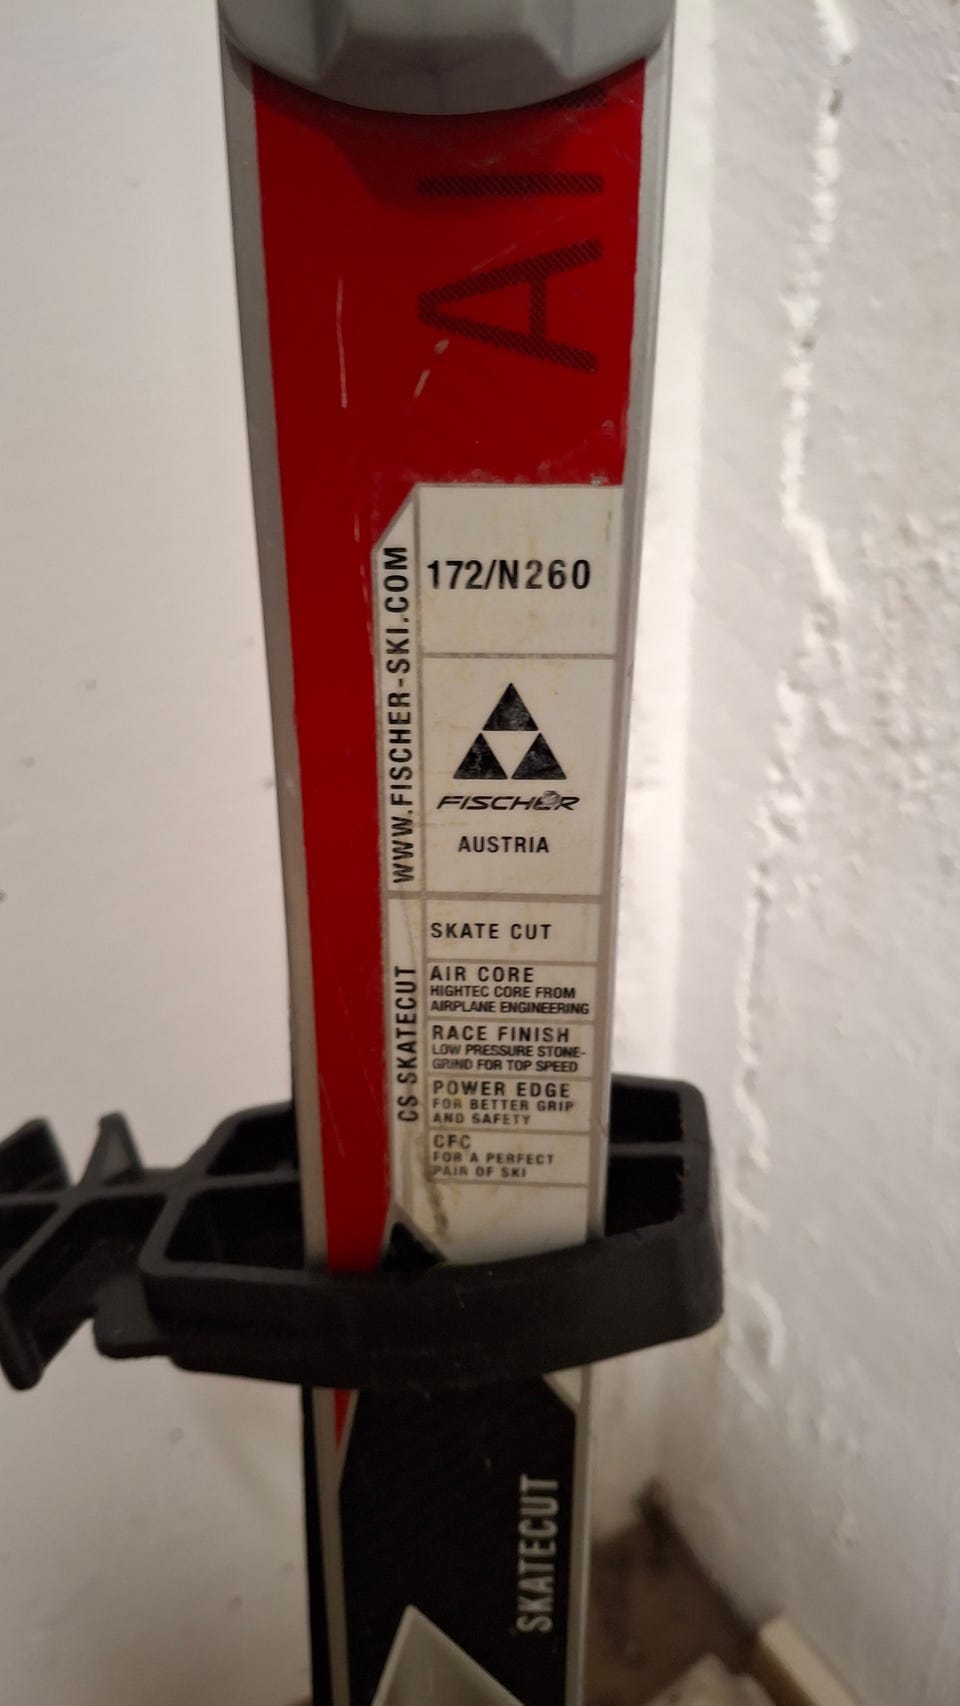 AI
172/N260
WWW.FISCHER-SKI.COM
FISCHER
AUSTRIA
CS-SKATECUT
SKATE CUT
AIR CORE
HIGHTEC CORE FROM
AIRPLANE ENGINEERING
RACE FINISH
LOW PRESSURE STONE-
GRIND FOR TOP SPEED
POWER EDGE
FOR BETTER GRIP
AND SAFETY
CFC
FOR A PERFECT
PAIR OF SKI
SKATECUT